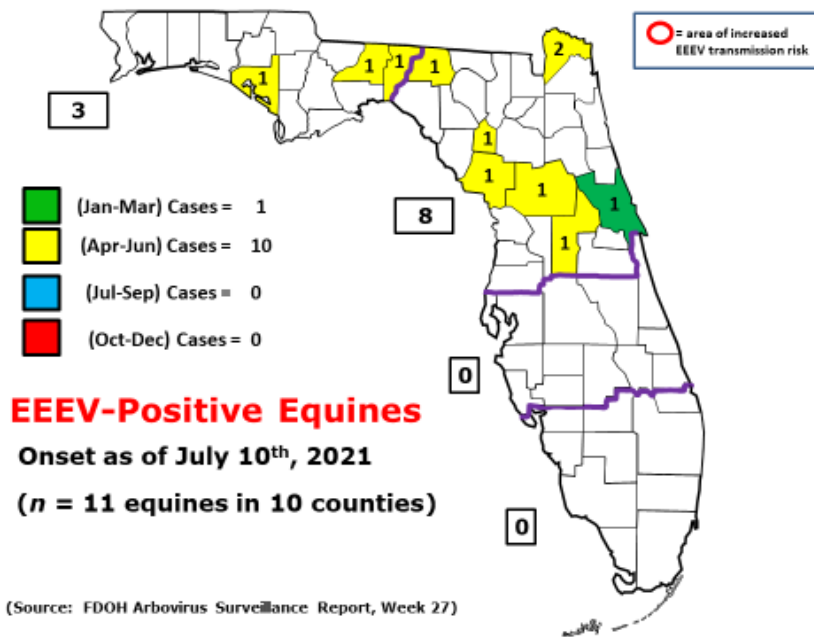 = area of increased
EEEV transmission risk
2
1
1
1
1
1
3
1
1
1
8
1
(Jan-Mar) Cases = 1
(Apr-Jun) Cases = 10
(Jul-Sep) Cases = 0
(Oct-Dec) Cases = 0
0
EEEV-Positive Equines
Onset as of July 10th, 2021
(n = 11 equines in 10 counties)
0
(Source: FDOH Arbovirus Surveillance Report, Week 27)